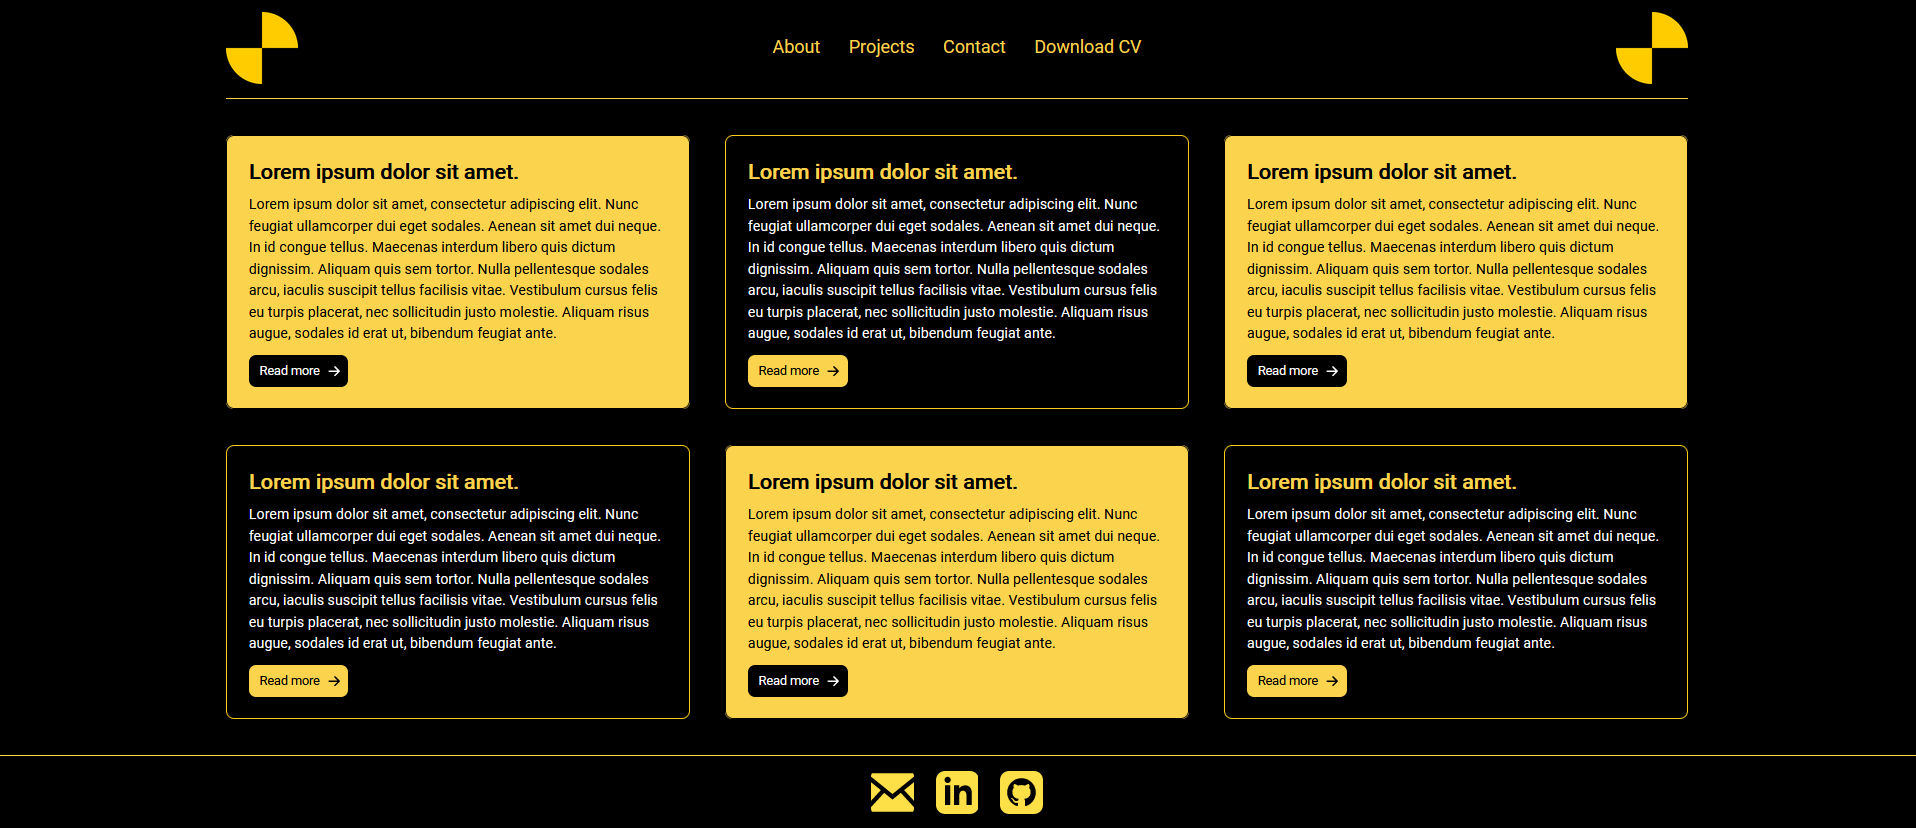 About Projects Contact Download CV
Lorem ipsum dolor sit amet.
Lorem ipsum dolor sit amet, consectetur adipiscing elit. Nunc
feugiat ullamcorper dui eget sodales. Aenean sit amet dui neque.
In id congue tellus. Maecenas interdum libero quis dictum
dignissim. Aliquam quis sem tortor. Nulla pellentesque sodales
arcu, iaculis suscipit tellus facilisis vitae. Vestibulum cursus felis
eu turpis placerat, nec sollicitudin justo molestie. Aliquam risus
augue, sodales id erat ut, bibendum feugiat ante.
Read more →
Lorem ipsum dolor sit amet.
Lorem ipsum dolor sit amet, consectetur adipiscing elit. Nunc
feugiat ullamcorper dui eget sodales. Aenean sit amet dui neque.
In id congue tellus. Maecenas interdum libero quis dictum
dignissim. Aliquam quis sem tortor. Nulla pellentesque sodales
arcu, iaculis suscipit tellus facilisis vitae. Vestibulum cursus felis
eu turpis placerat, nec sollicitudin justo molestie. Aliquam risus
augue, sodales id erat ut, bibendum feugiat ante.
Read more →
Lorem ipsum dolor sit amet.
Lorem ipsum dolor sit amet, consectetur adipiscing elit. Nunc
feugiat ullamcorper dui eget sodales. Aenean sit amet dui neque.
In id congue tellus. Maecenas interdum libero quis dictum
dignissim. Aliquam quis sem tortor. Nulla pellentesque sodales
arcu, iaculis suscipit tellus facilisis vitae. Vestibulum cursus felis
eu turpis placerat, nec sollicitudin justo molestie. Aliquam risus
augue, sodales id erat ut, bibendum feugiat ante.
Read more →
Lorem ipsum dolor sit amet.
Lorem ipsum dolor sit amet, consectetur adipiscing elit. Nunc
feugiat ullamcorper dui eget sodales. Aenean sit amet dui neque.
In id congue tellus. Maecenas interdum libero quis dictum
dignissim. Aliquam quis sem tortor. Nulla pellentesque sodales
arcu, iaculis suscipit tellus facilisis vitae. Vestibulum cursus felis
eu turpis placerat, nec sollicitudin justo molestie. Aliquam risus
augue, sodales id erat ut, bibendum feugiat ante.
Read more →
Lorem ipsum dolor sit amet.
Lorem ipsum dolor sit amet, consectetur adipiscing elit. Nunc
feugiat ullamcorper dui eget sodales. Aenean sit amet dui neque.
In id congue tellus. Maecenas interdum libero quis dictum
dignissim. Aliquam quis sem tortor. Nulla pellentesque sodales
arcu, iaculis suscipit tellus facilisis vitae. Vestibulum cursus felis
eu turpis placerat, nec sollicitudin justo molestie. Aliquam risus
augue, sodales id erat ut, bibendum feugiat ante.
Read more →
Lorem ipsum dolor sit amet.
Lorem ipsum dolor sit amet, consectetur adipiscing elit. Nunc
feugiat ullamcorper dui eget sodales. Aenean sit amet dui neque.
In id congue tellus. Maecenas interdum libero quis dictum
dignissim. Aliquam quis sem tortor. Nulla pellentesque sodales
arcu, iaculis suscipit tellus facilisis vitae. Vestibulum cursus felis
eu turpis placerat, nec sollicitudin justo molestie. Aliquam risus
augue, sodales id erat ut, bibendum feugiat ante.
Read more →
in